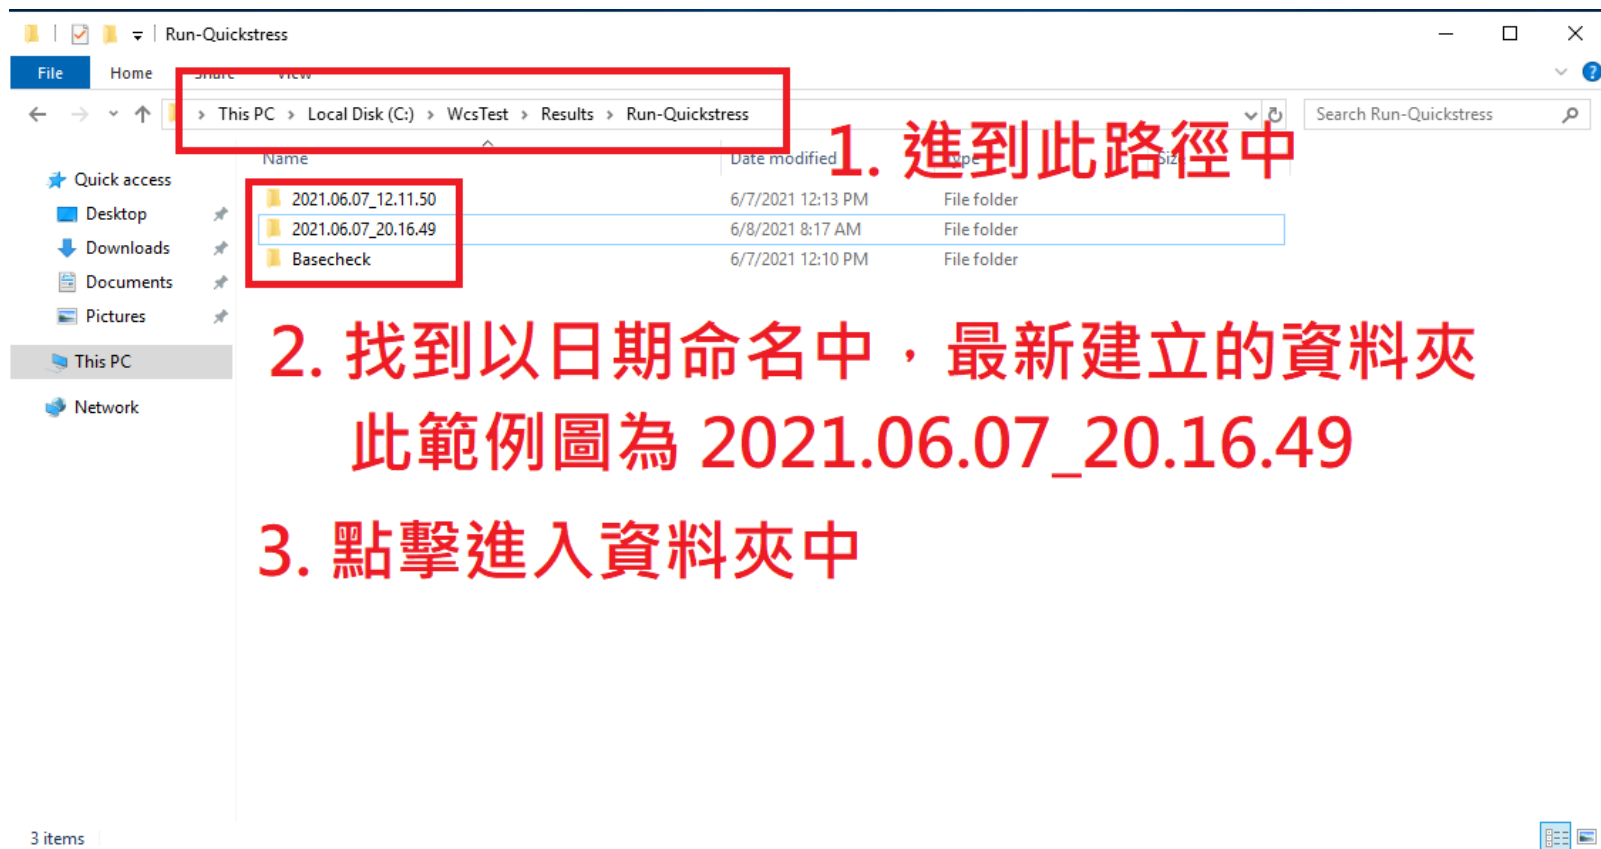 Run-Quickstress
File Home Share View
This PC > Local Disk (C:) > WcsTest > Results > Run-Quickstress
Search Run-Quickstress
1. 進到此路徑中
Name Date modified Type Size
Quick access
Desktop
Downloads
Documents
Pictures
This PC
Network
2021.06.07_12.11.50 6/7/2021 12:13 PM File folder
2021.06.07_20.16.49 6/8/2021 8:17 AM File folder
Basecheck 6/7/2021 12:10 PM File folder
2. 找到以日期命名中，最新建立的資料夾
此範例圖為 2021.06.07_20.16.49
3. 點擊進入資料夾中
3 items